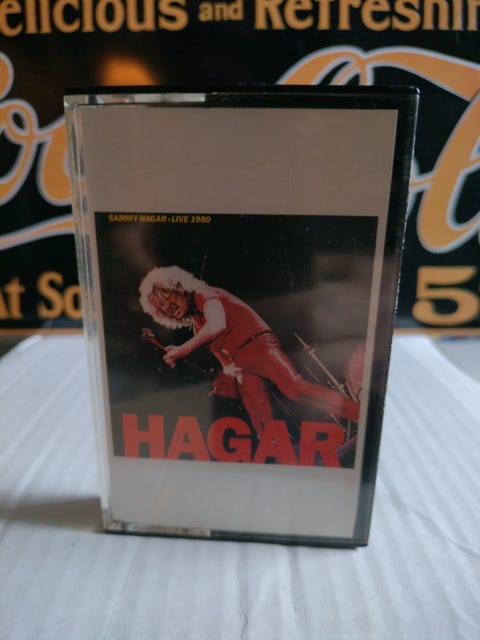 elicious and Refreshin
At So
5
SAMMY HAGAR · LIVE 1980
HAGAR